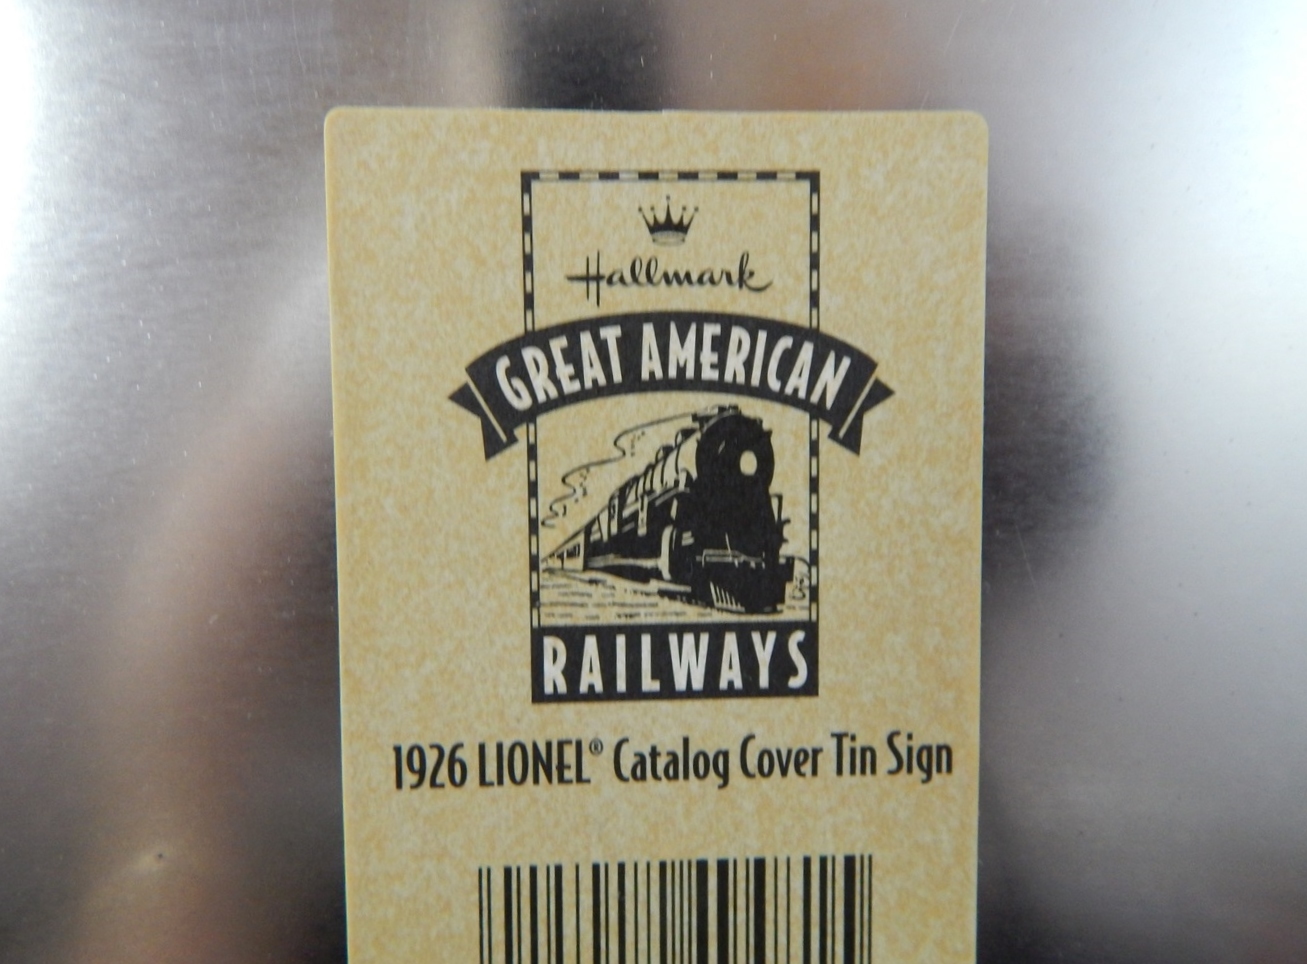 Hallmark
GREAT AMERICAN
RAILWAYS
1926 LIONEL® Catalog Cover Tin Sign